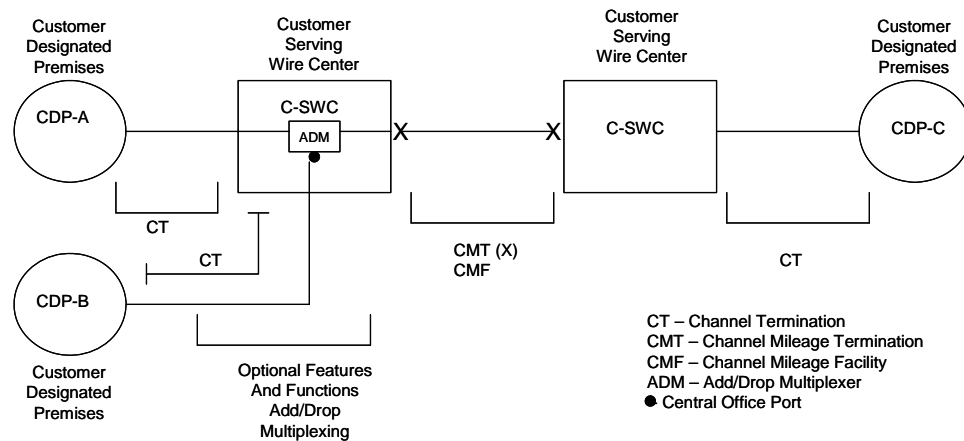 Customer
Designated
Premises
Customer
Serving
Wire Center
Customer
Serving
Wire Center
Customer
Designated
Premises
CDP-A
C-SWC
ADM
X
X
C-SWC
CDP-C
CT
CT
CMT (X)
CMF
CT
CDP-B
Customer
Designated
Premises
Optional Features
And Functions
Add/Drop
Multiplexing
CT – Channel Termination
CMT – Channel Mileage Termination
CMF – Channel Mileage Facility
ADM – Add/Drop Multiplexer
Central Office Port